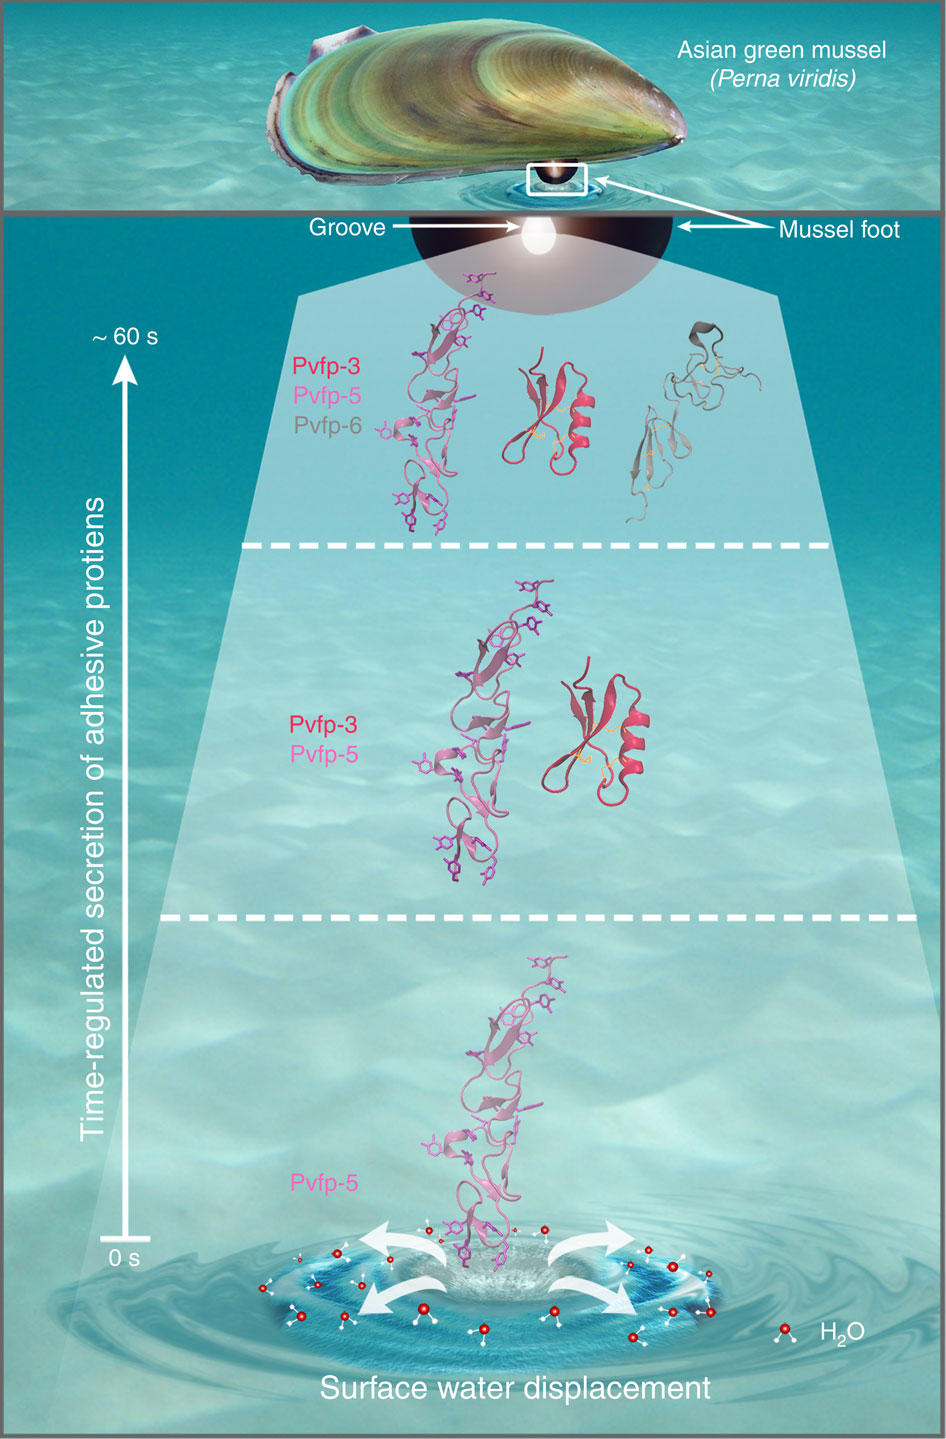 Asian green mussel
(Perna viridis)
Groove
Mussel foot
~ 60 s
Pvfp-3
Pvfp-5
Pvfp-6
Time-regulated secretion of adhesive protiens
Pvfp-3
Pvfp-5
Pvfp-5
0 s
H₂O
Surface water displacement